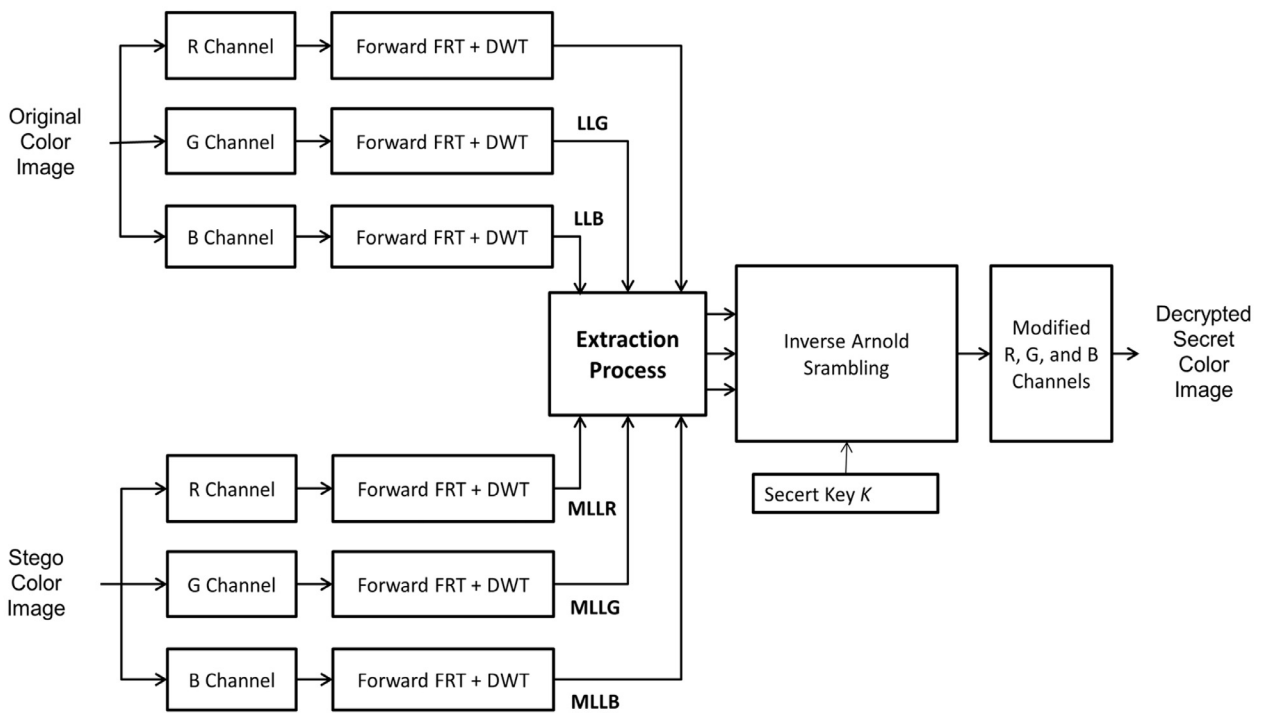 R Channel
Forward FRT + DWT
Original
Color
Image
G Channel
Forward FRT + DWT
LLG
B Channel
Forward FRT + DWT
LLB
Extraction
Process
Inverse Arnold
Srambling
Modified
R, G, and B
Channels
Decrypted
Secret
Color
Image
Secert Key K
R Channel
Forward FRT + DWT
MLLR
Stego
Color
Image
G Channel
Forward FRT + DWT
MLLG
B Channel
Forward FRT + DWT
MLLB